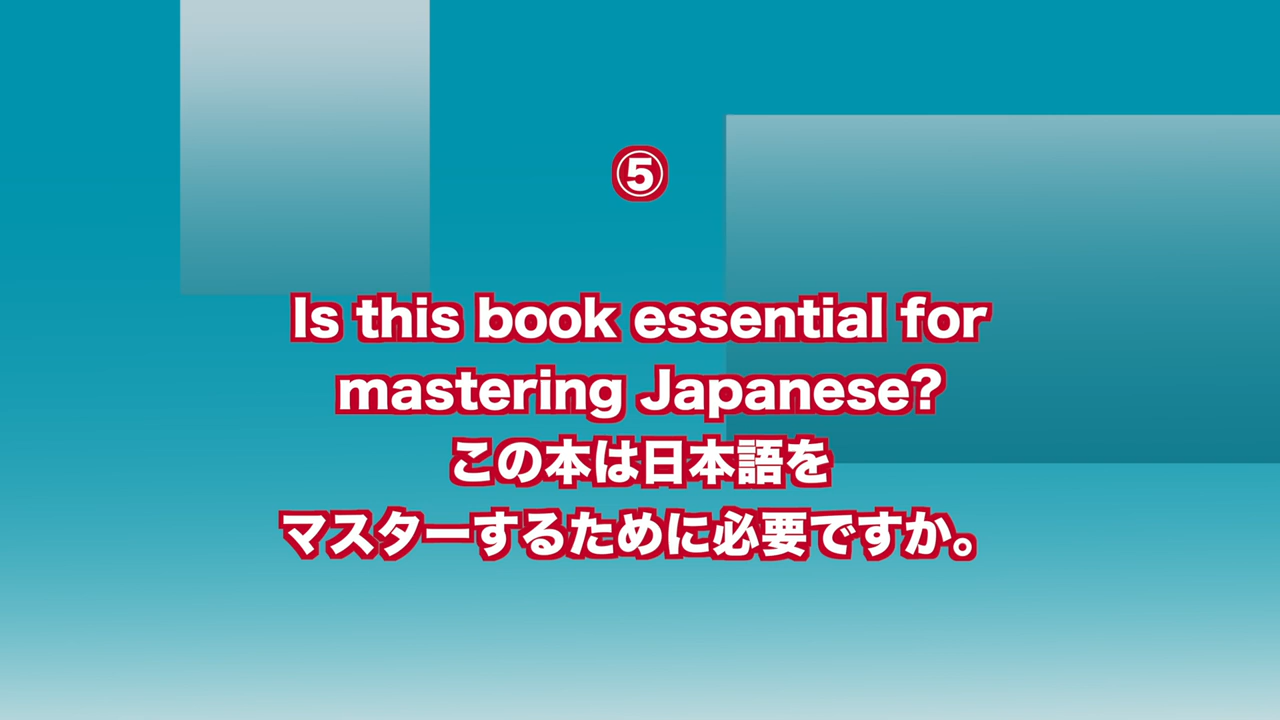 ⑤
Is this book essential for
mastering Japanese?
この本は日本語を
マスターするために必要ですか。